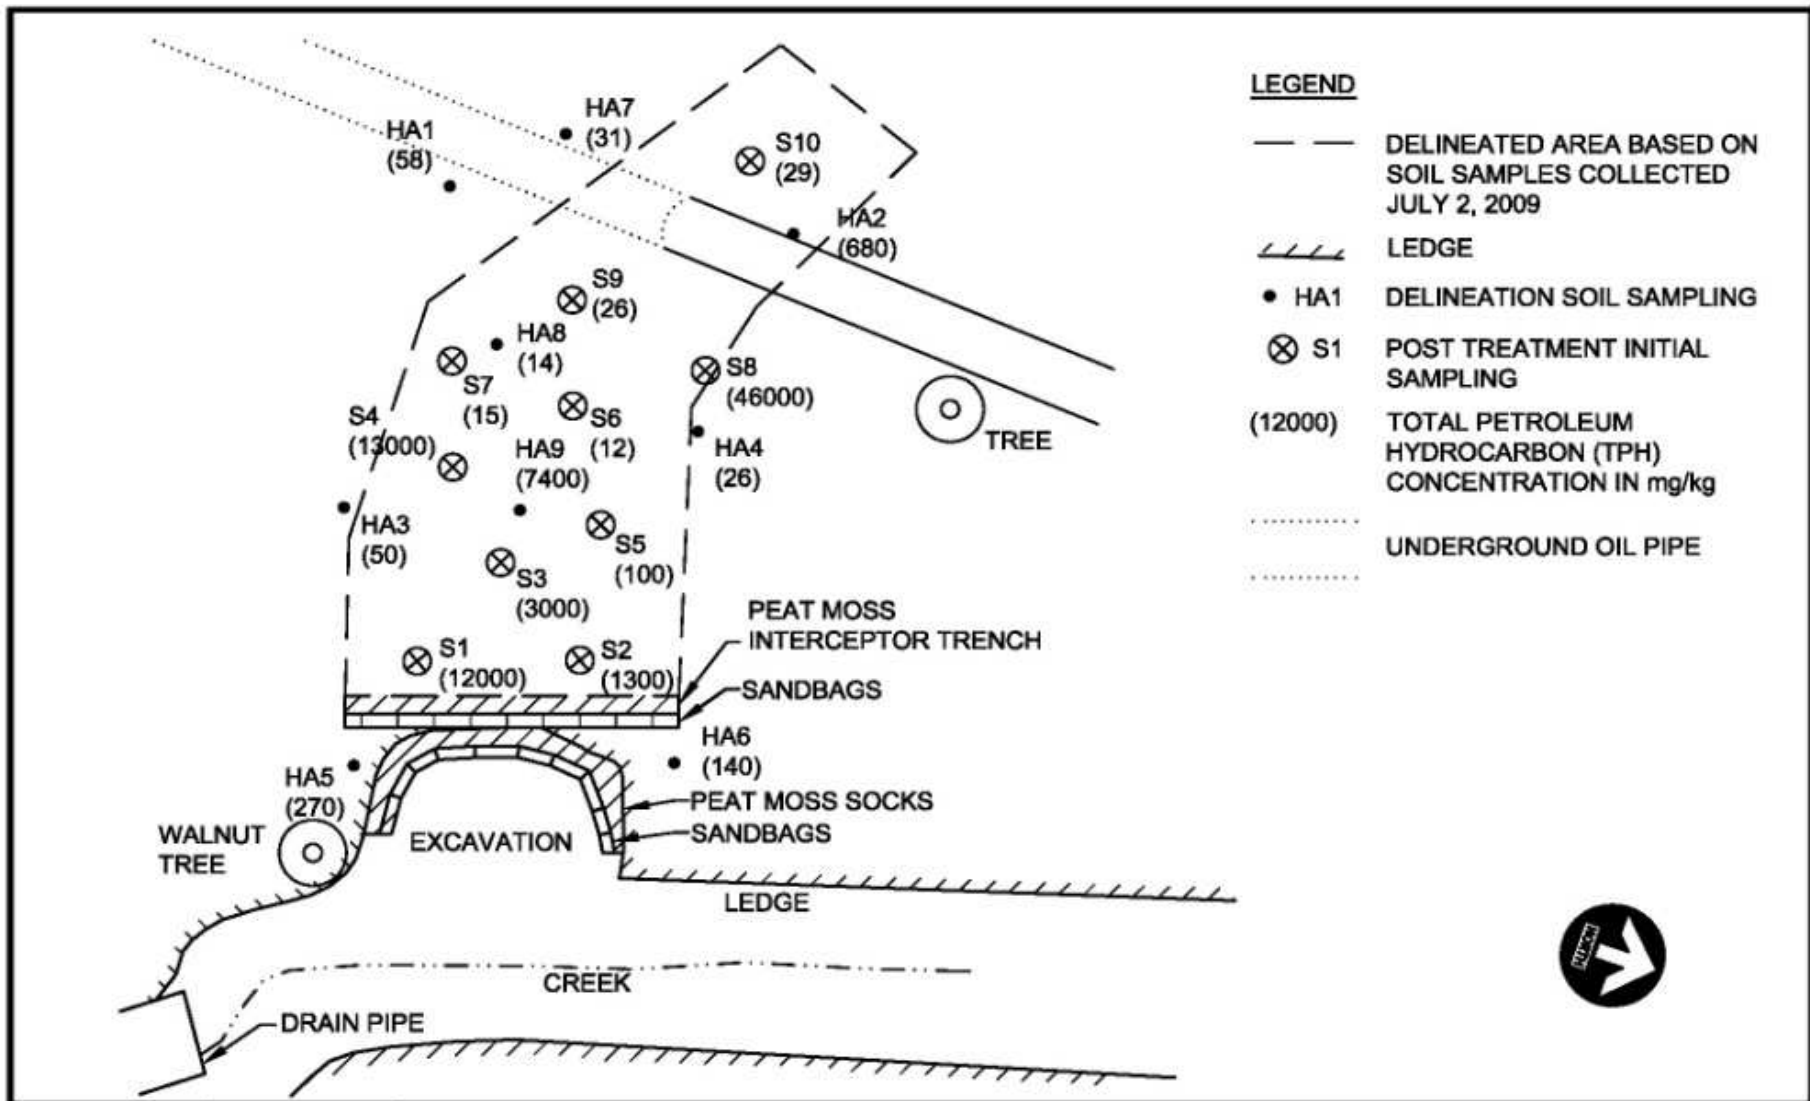 HA7
(31)
HA1
(58)
S10
(29)
HA2
(680)
S9
(26)
HA8
(14)
S7
(15)
S8
(46000)
S4
(13000)
S6
(12)
HA9
(7400)
HA4
(26)
TREE
HA3
(50)
S5
(100)
S3
(3000)
PEAT MOSS
INTERCEPTOR TRENCH
S1
(12000)
S2
(1300)
SANDBAGS
HA6
(140)
HA5
(270)
PEAT MOSS SOCKS
SANDBAGS
WALNUT
TREE
EXCAVATION
LEDGE
CREEK
DRAIN PIPE
LEGEND
DELINEATED AREA BASED ON
SOIL SAMPLES COLLECTED
JULY 2, 2009
LEDGE
HA1 DELINEATION SOIL SAMPLING
S1 POST TREATMENT INITIAL
SAMPLING
(12000) TOTAL PETROLEUM
HYDROCARBON (TPH)
CONCENTRATION IN mg/kg
UNDERGROUND OIL PIPE